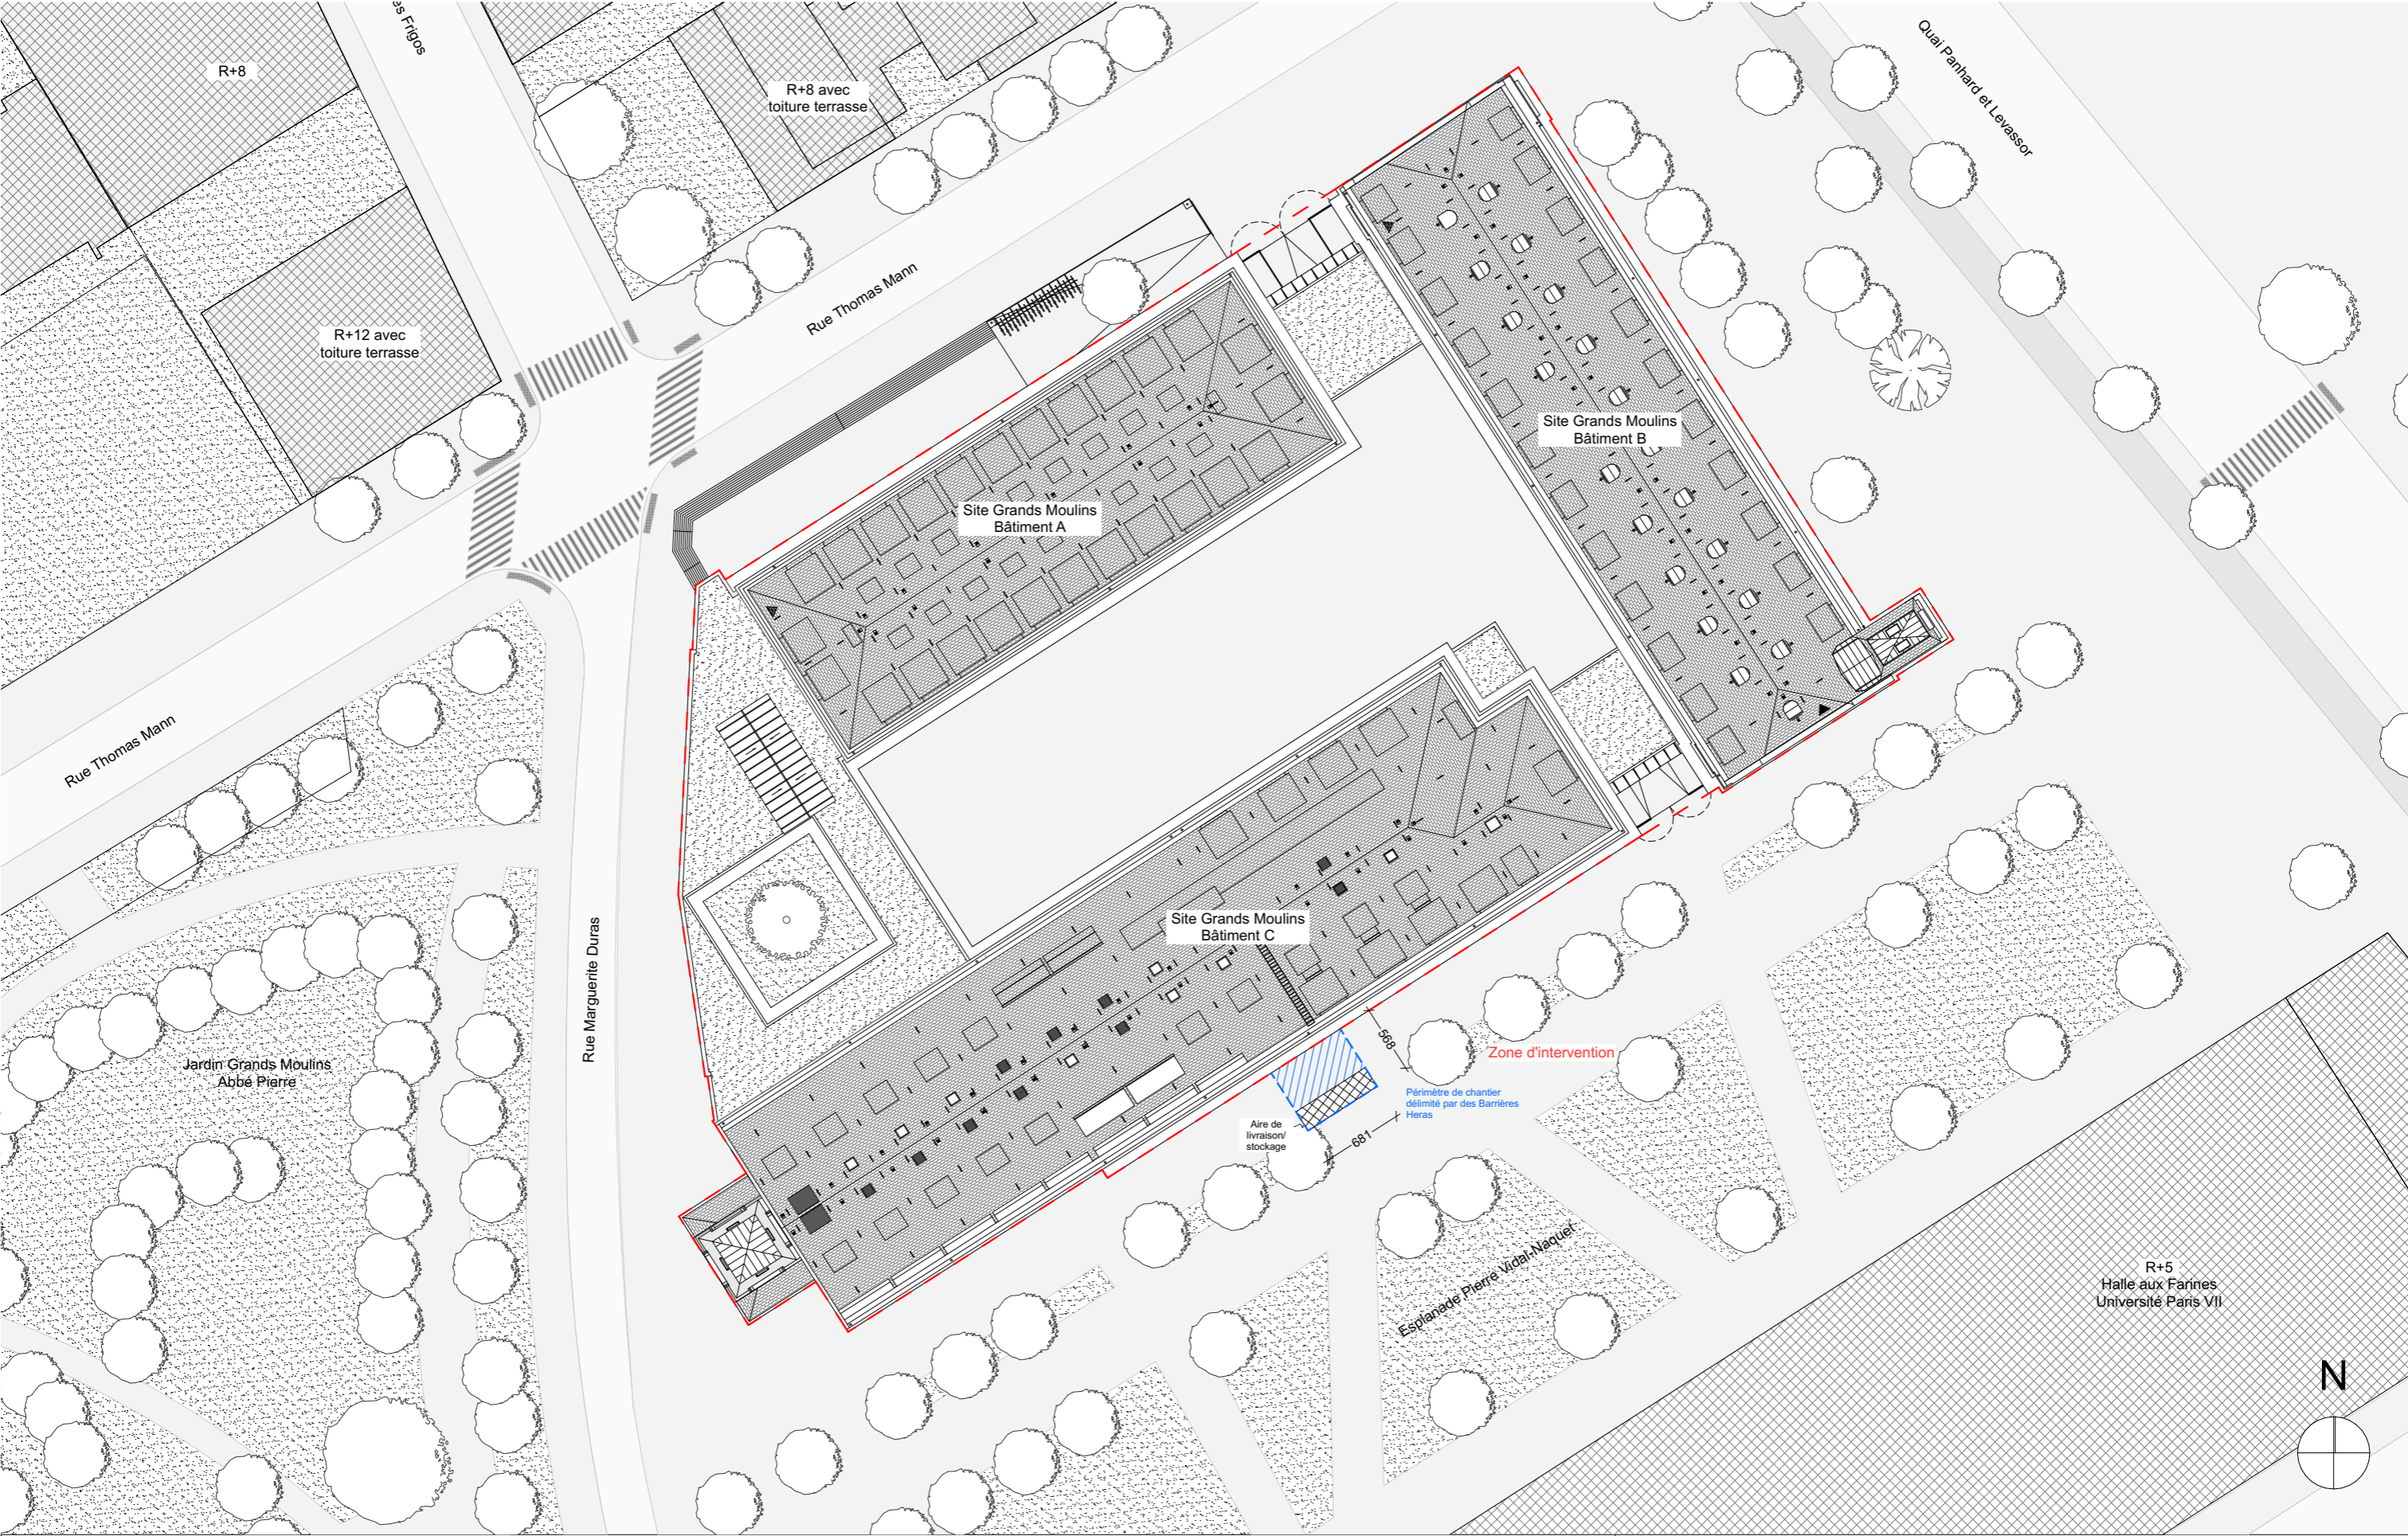 es Frigos
Quai Panhard et Levassor
R+8
R+8 avec
toiture terrasse
Rue Thomas Mann
R+12 avec
toiture terrasse
Site Grands Moulins
Bâtiment B
Site Grands Moulins
Bâtiment A
Rue Thomas Mann
Site Grands Moulins
Bâtiment C
Rue Marguerite Duras
568
Zone d'intervention
Jardin Grands Moulins
Abbé Pierre
Périmètre de chantier
délimité par des Barrières
Heras
Aire de
livraison/
stockage
681
Esplanade Pierre Vidal-Naquet
R+5
Halle aux Farines
Université Paris VII
N